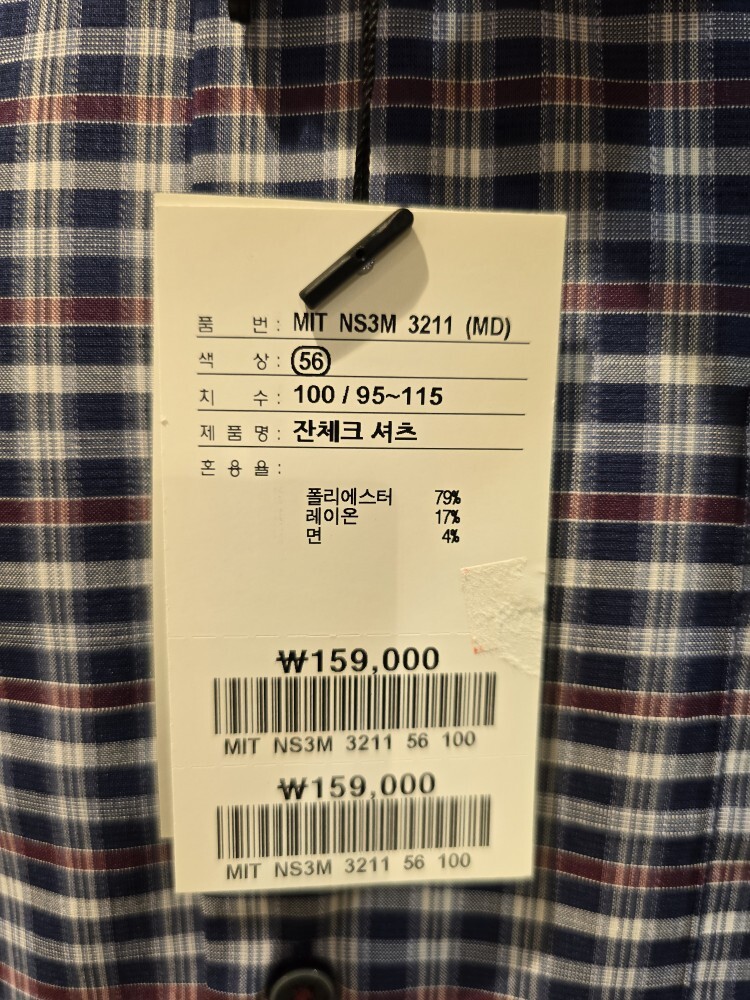 품 번 : MIT NS3M 3211 (MD)
색 상 : 56
치 수 : 100 / 95~115
제 품 명 : 잔체크 셔츠
혼 용 율 :
폴리에스터 79%
레이온 17%
면 4%
₩159,000
MIT NS3M 3211 56 100
₩159,000
MIT NS3M 3211 56 100